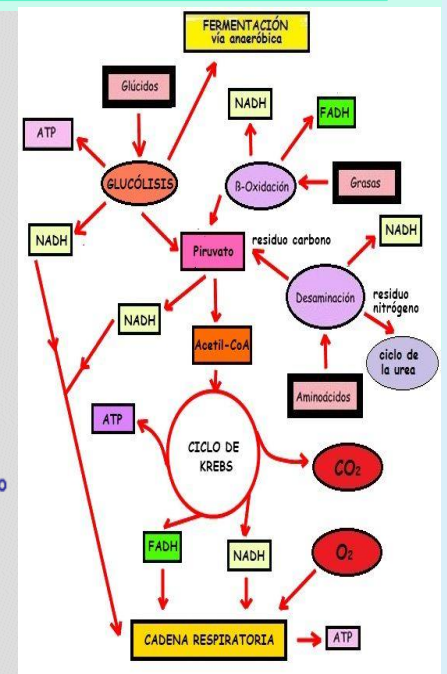 FERMENTACIÓN
vía anaeróbica
Glúcidos
NADH
FADH
ATP
GLUCÓLISIS
β-Oxidación
Grasas
NADH
NADH
Piruvato
residuo carbono
Desaminación
residuo
nitrógeno
NADH
Acetil-CoA
ciclo de
la urea
Aminoácidos
ATP
CICLO DE
KREBS
CO₂
O₂
FADH
NADH
CADENA RESPIRATORIA
ATP
o